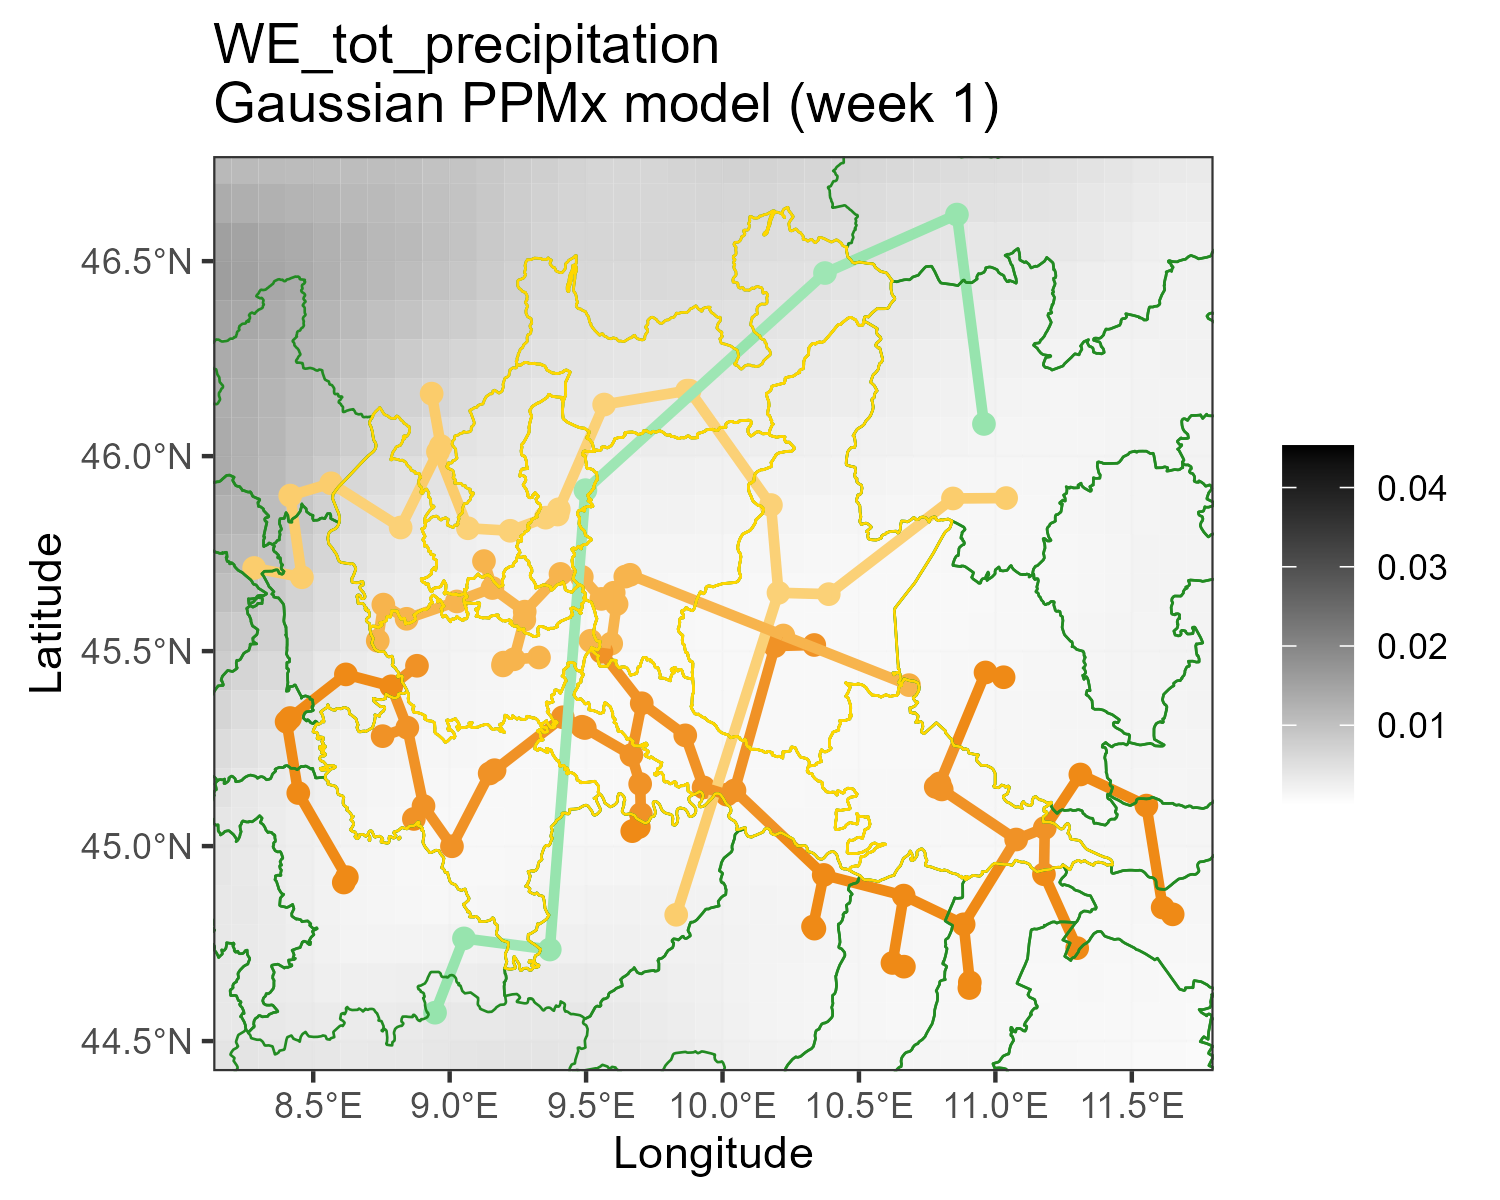 WE_tot_precipitation
Gaussian PPMx model (week 1)
46.5°N
46.0°N
45.5°N
45.0°N
44.5°N
Latitude
8.5°E 9.0°E 9.5°E 10.0°E 10.5°E 11.0°E 11.5°E
Longitude
0.04
0.03
0.02
0.01